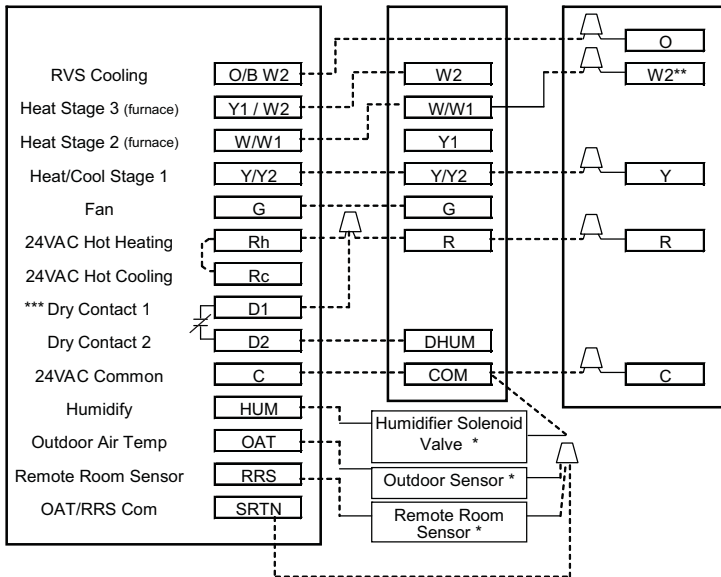 O
RVS Cooling O/B W2 W2 W2**
Heat Stage 3 (furnace) Y1 / W2 W/W1
Heat Stage 2 (furnace) W/W1 Y1
Heat/Cool Stage 1 Y/Y2 Y/Y2 Y
Fan G G
24VAC Hot Heating Rh R R
24VAC Hot Cooling Rc
*** Dry Contact 1 D1
Dry Contact 2 D2 DHUM
24VAC Common C COM C
Humidify HUM
Humidifier Solenoid
Valve *
Outdoor Air Temp OAT
Outdoor Sensor *
Remote Room Sensor RRS
Remote Room
Sensor *
OAT/RRS Com SRTN